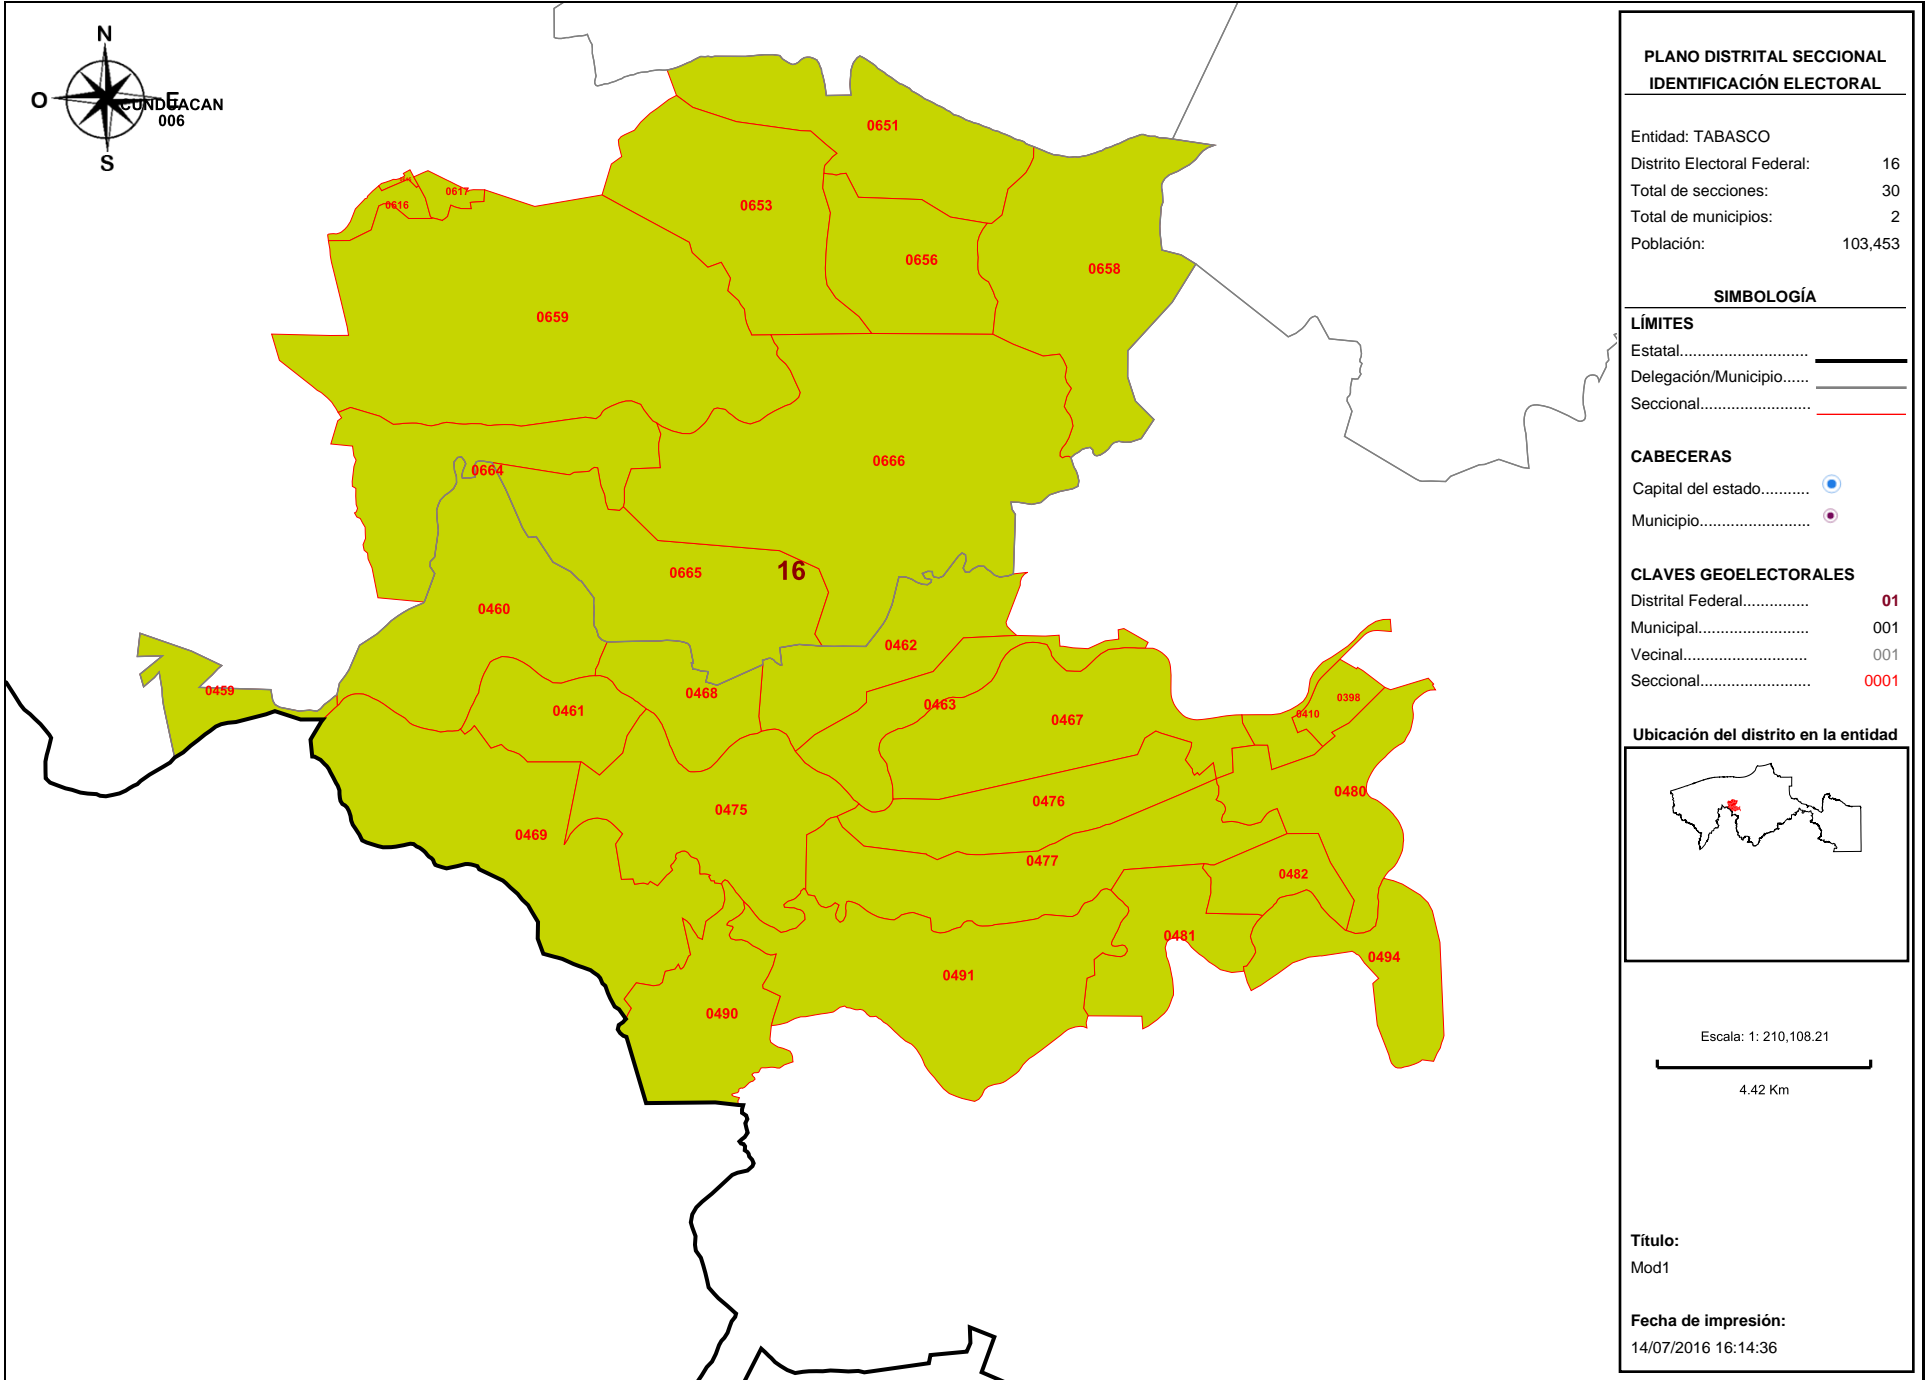 N
O
E
S
CUNDUACAN
006
0651
0617
0616
0653
0656
0658
0659
0664
0666
0665
16
0460
0462
0459
0461
0468
0463
0467
0398
0410
0469
0475
0476
0480
0477
0482
0481
0494
0491
0490
PLANO DISTRITAL SECCIONAL
IDENTIFICACIÓN ELECTORAL
Entidad: TABASCO
Distrito Electoral Federal: 16
Total de secciones: 30
Total de municipios: 2
Población: 103,453
SIMBOLOGÍA
LÍMITES
Estatal............................
Delegación/Municipio......
Seccional.........................
CABECERAS
Capital del estado...........
Municipio.........................
CLAVES GEOELECTORALES
Distrital Federal............... 01
Municipal......................... 001
Vecinal............................ 001
Seccional......................... 0001
Ubicación del distrito en la entidad
Escala: 1: 210,108.21
4.42 Km
Título:
Mod1
Fecha de impresión:
14/07/2016 16:14:36